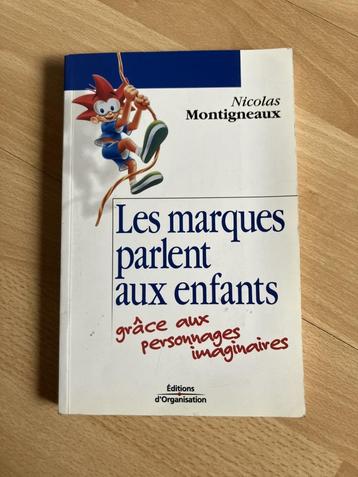 Nicolas
Montigneaux
Les marques
parlent
aux enfants
grâce aux
personnages
imaginaires
Éditions
d'Organisation